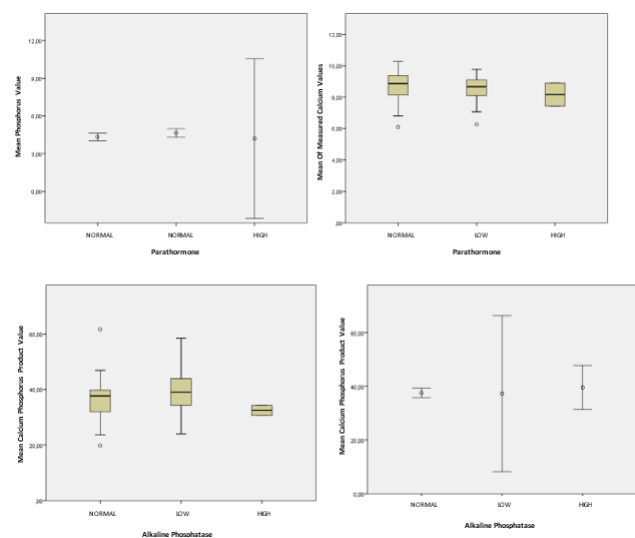 Mean Phosphorus Value
12,00
9,00
6,00
3,00
0,00
NORMAL NORMAL HIGH
Parathormone
Mean Of Measured Calcium Values
12,00
10,00
8,00
6,00
4,00
2,00
,00
NORMAL LOW HIGH
Parathormone
Mean Calcium Phosphorus Product Value
60,00
40,00
20,00
,00
NORMAL LOW HIGH
Alkaline Phosphatase
Mean Calcium Phosphorus Product Value
60,00
40,00
20,00
0,00
NORMAL LOW HIGH
Alkaline Phosphatase